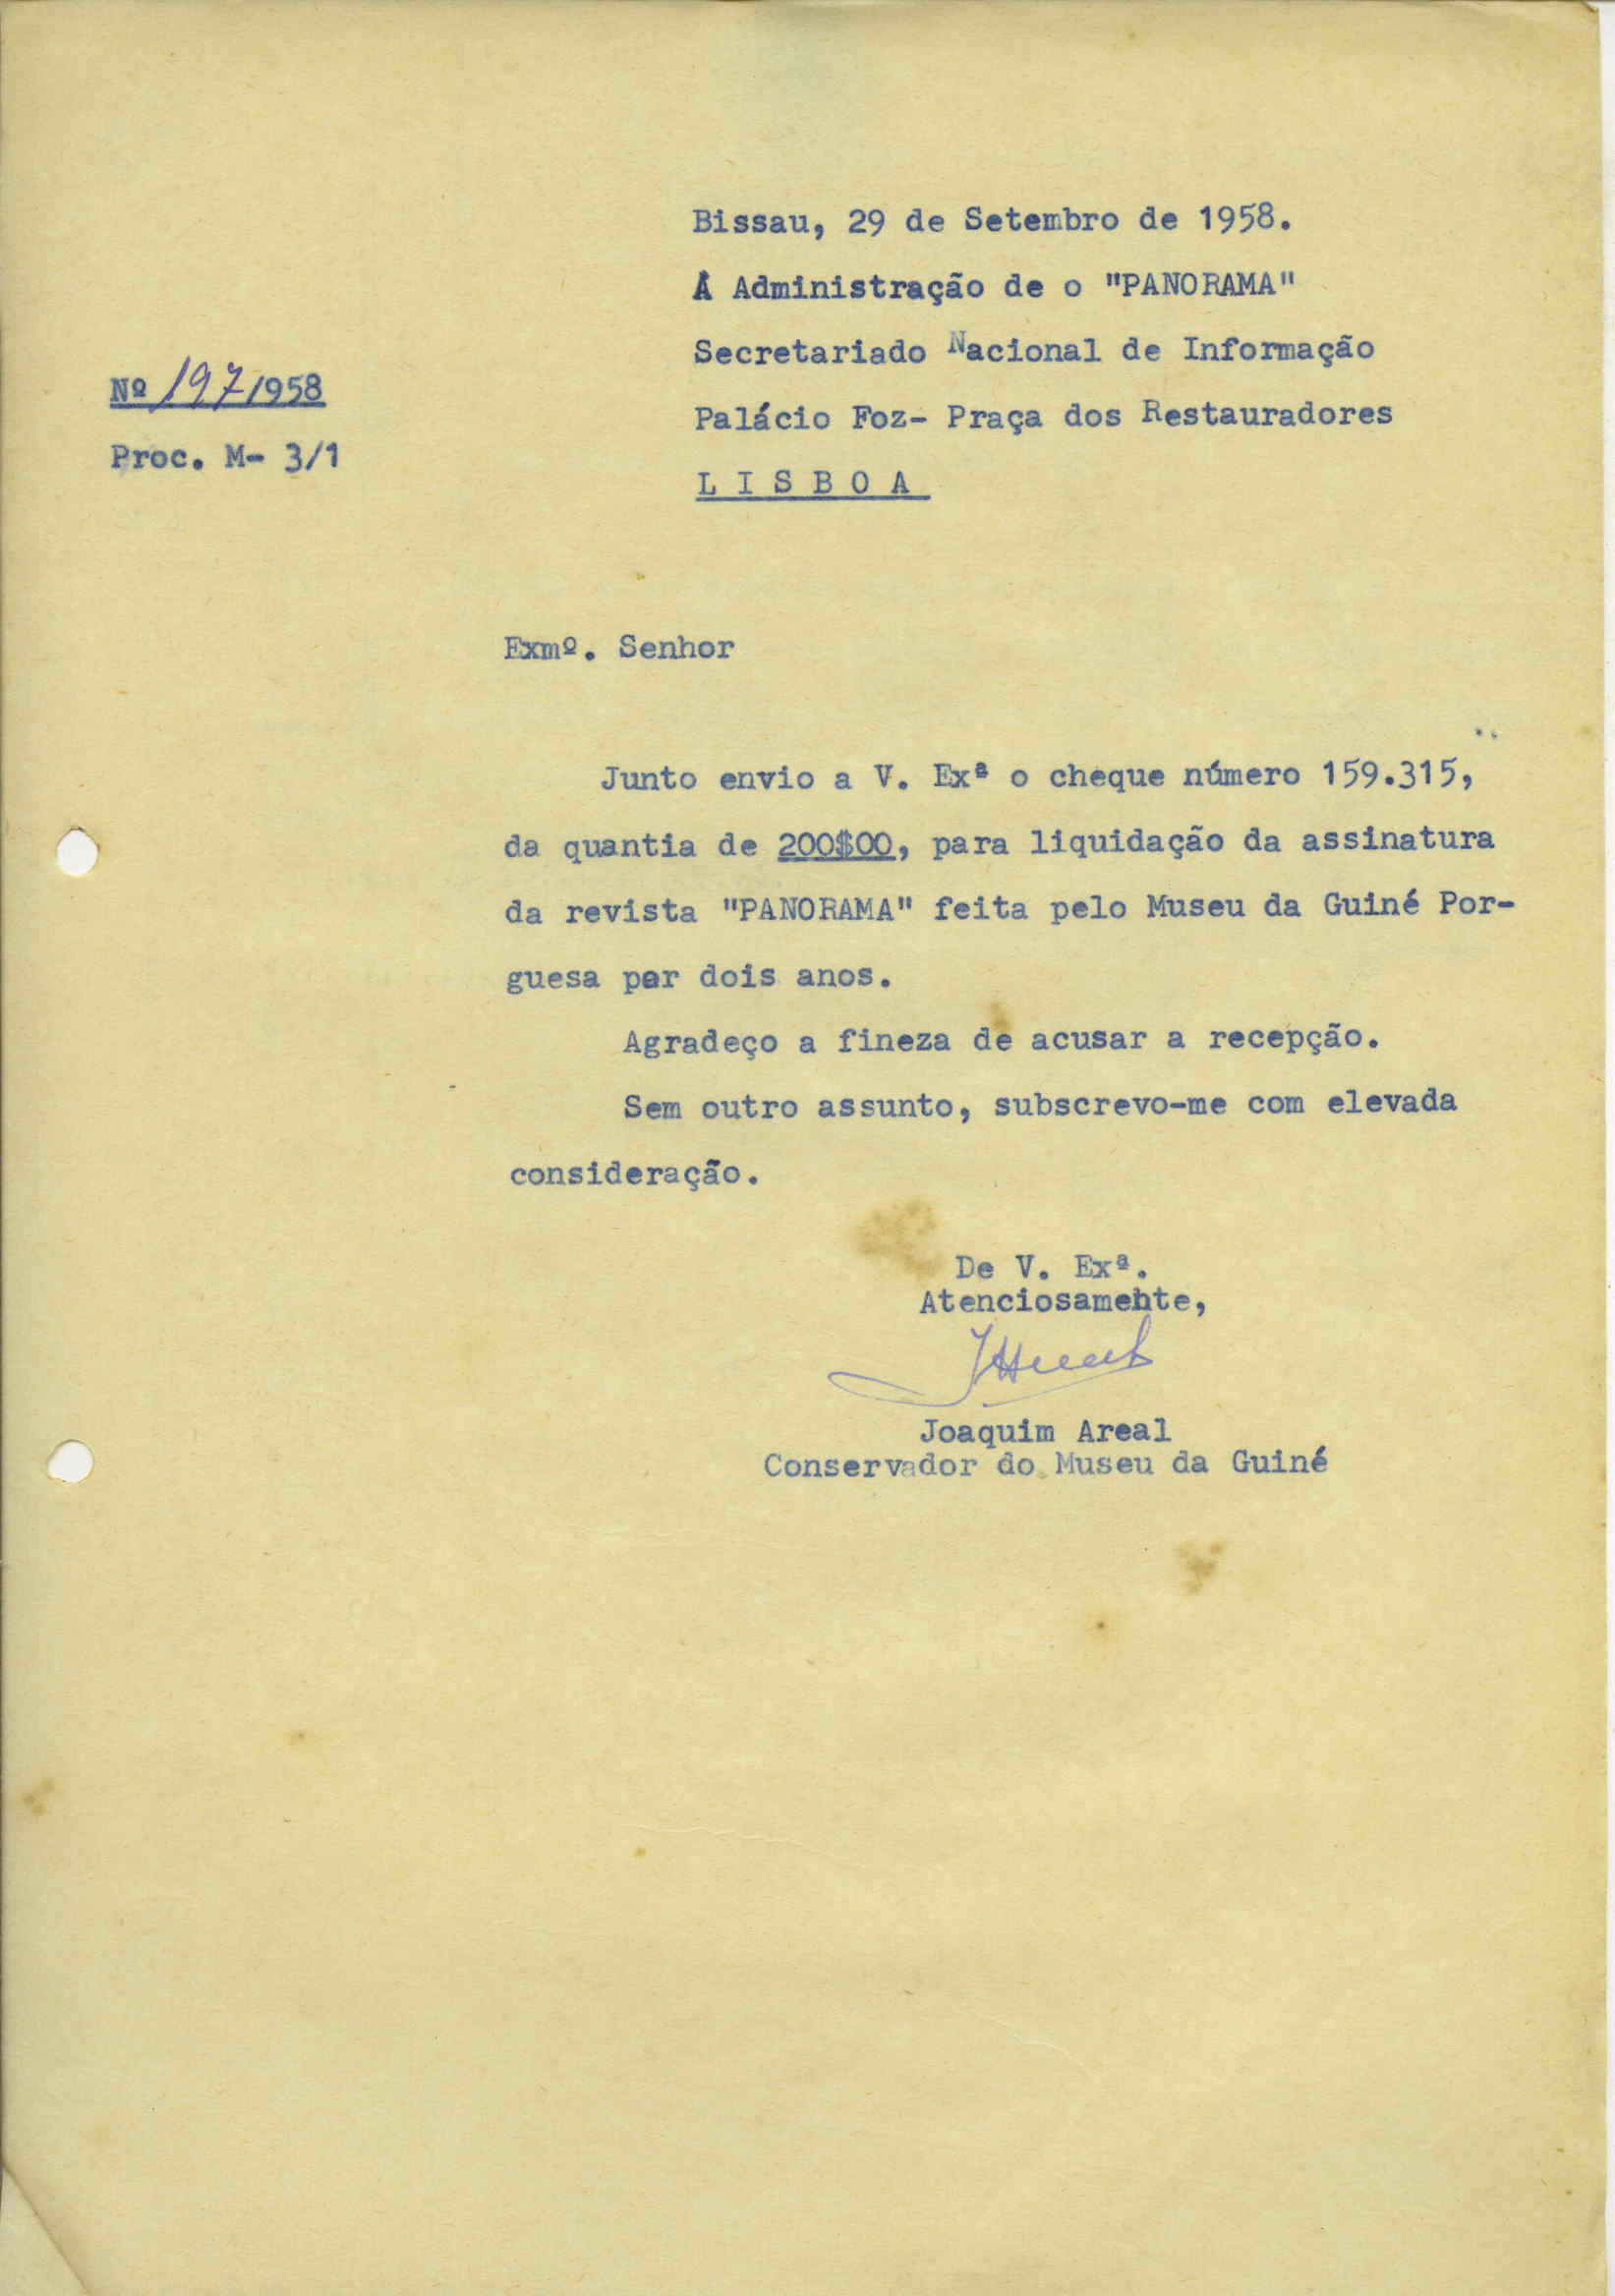 Bissau, 29 de Setembro de 1958.
Á Administração de o "PANORAMA"
Secretariado Nacional de Informação
Palácio Foz- Praça dos Restauradores
L I S B O A
Nº 197/1958
Proc. M- 3/1
Exmº. Senhor
Junto envio a V. Exª o cheque número 159.315,
da quantia de 200$00, para liquidação da assinatura
da revista "PANORAMA" feita pelo Museu da Guiné Por-
guesa por dois anos.
Agradeço a fineza de acusar a recepção.
Sem outro assunto, subscrevo-me com elevada
consideração.
De V. Exª.
Atenciosamente,
Joaquim Areal
Conservador do Museu da Guiné